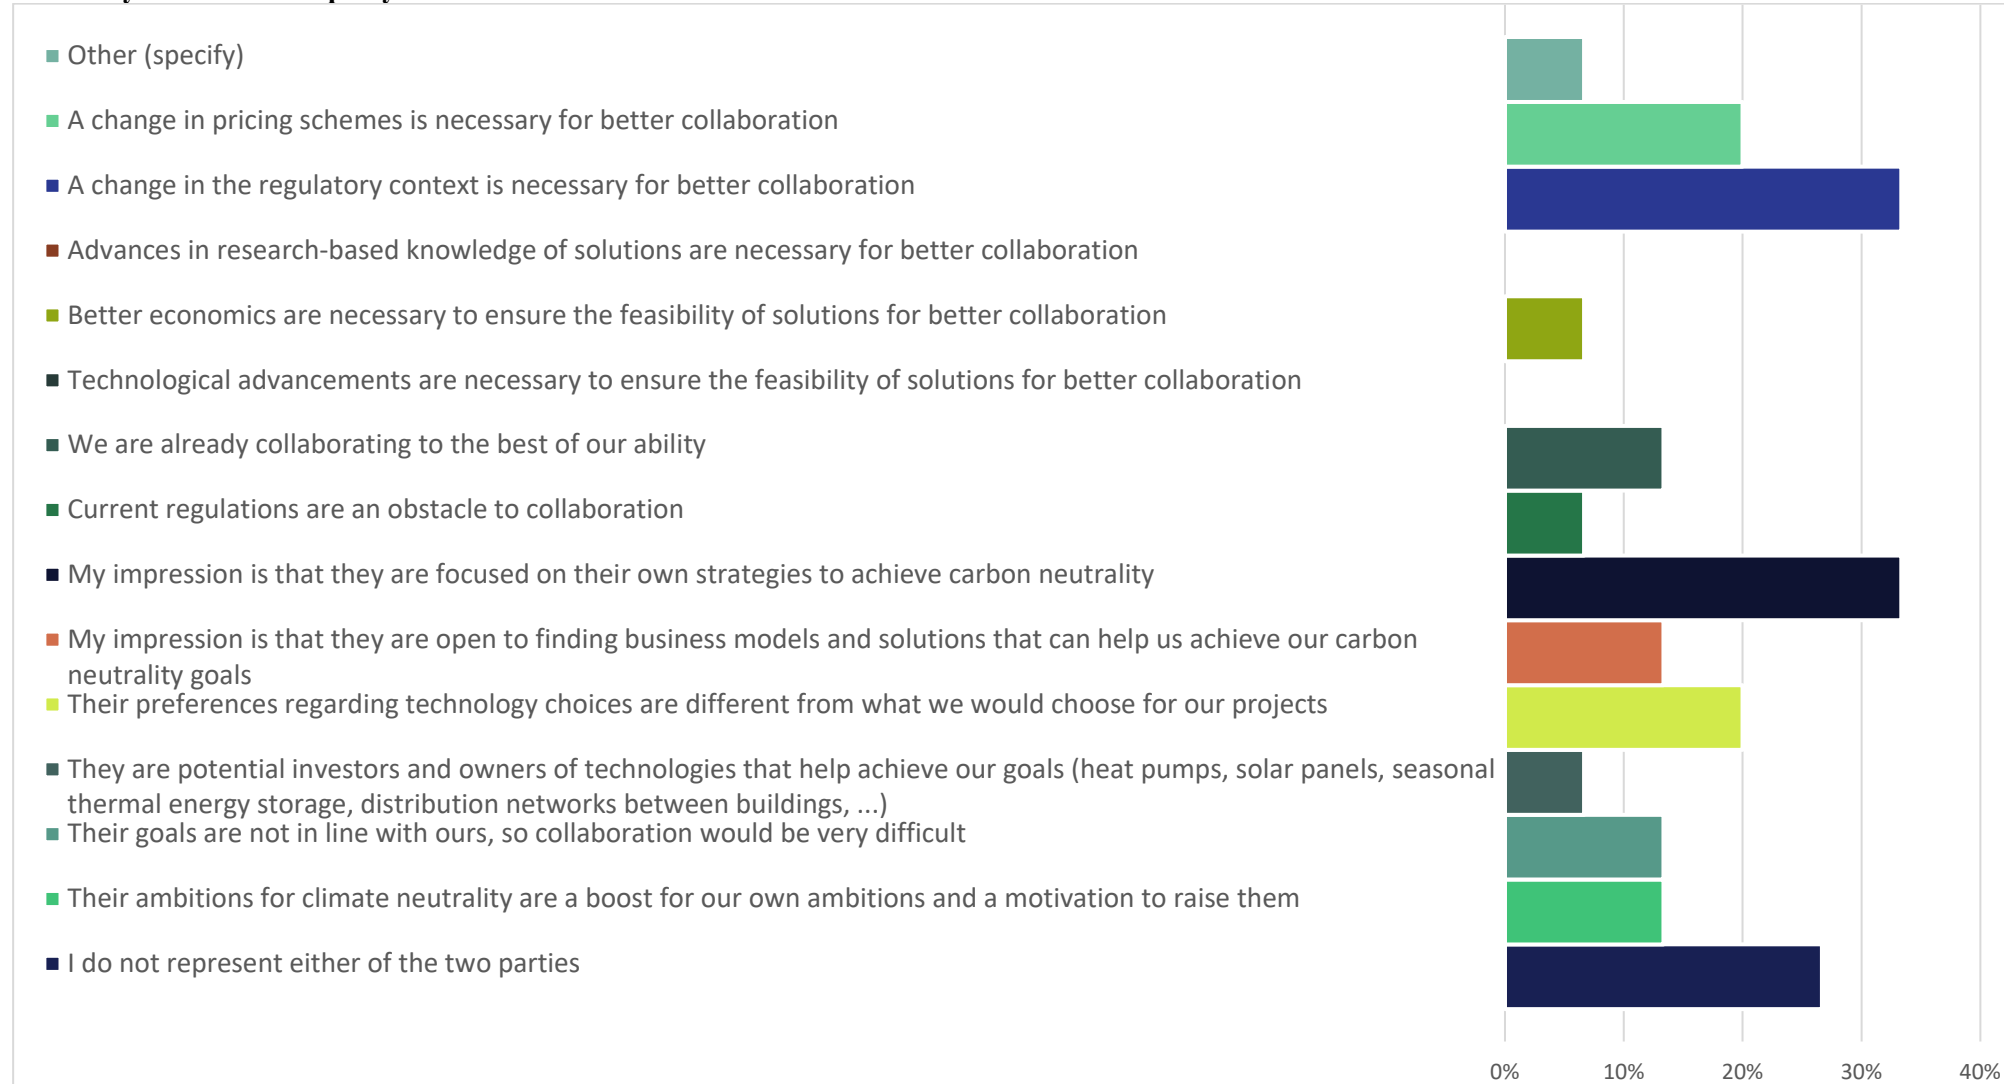 Other (specify)
A change in pricing schemes is necessary for better collaboration
A change in the regulatory context is necessary for better collaboration
Advances in research-based knowledge of solutions are necessary for better collaboration
Better economics are necessary to ensure the feasibility of solutions for better collaboration
Technological advancements are necessary to ensure the feasibility of solutions for better collaboration
We are already collaborating to the best of our ability
Current regulations are an obstacle to collaboration
My impression is that they are focused on their own strategies to achieve carbon neutrality
My impression is that they are open to finding business models and solutions that can help us achieve our carbon
neutrality goals
Their preferences regarding technology choices are different from what we would choose for our projects
They are potential investors and owners of technologies that help achieve our goals (heat pumps, solar panels, seasonal
thermal energy storage, distribution networks between buildings, ...)
Their goals are not in line with ours, so collaboration would be very difficult
Their ambitions for climate neutrality are a boost for our own ambitions and a motivation to raise them
I do not represent either of the two parties
0% 10% 20% 30% 40%